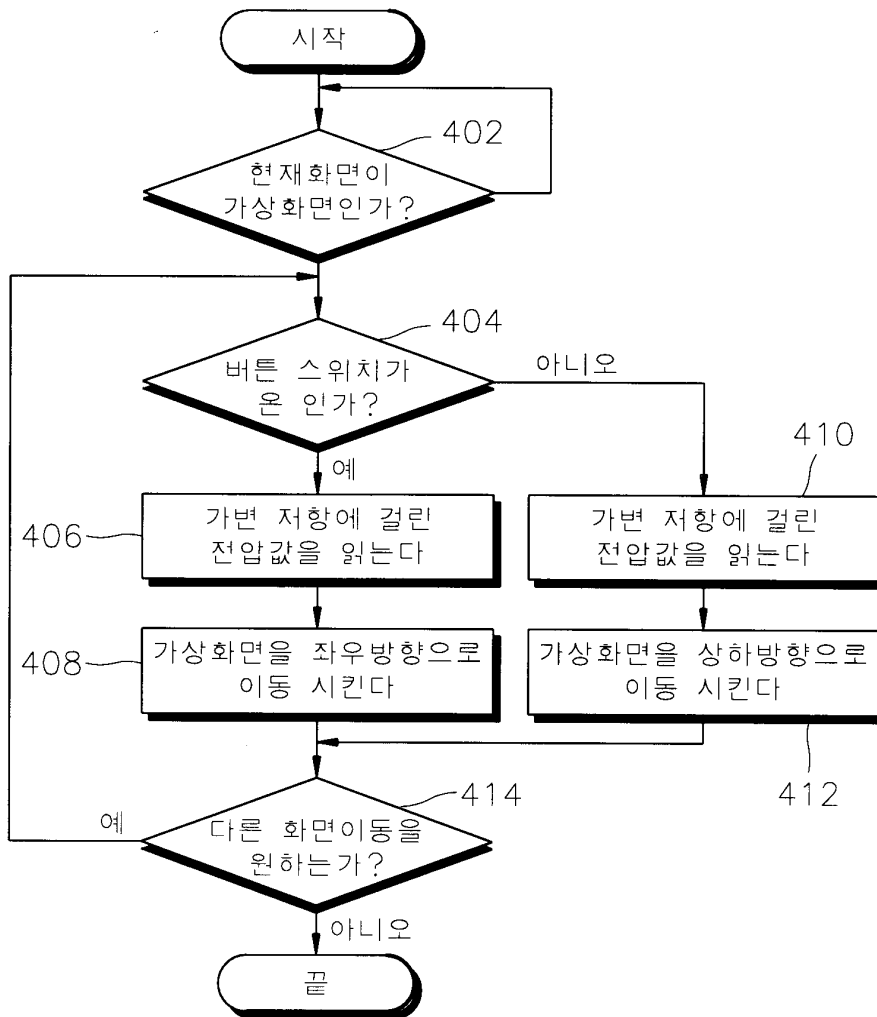 시작
402
현재화면이
가상화면인가?
404
버튼 스위치가
온 인가?
아니오
예
406
가변 저항에 걸린
전압값을 읽는다
410
가변 저항에 걸린
전압값을 읽는다
408
가상화면을 좌우방향으로
이동 시킨다
가상화면을 상하방향으로
이동 시킨다
412
414
다른 화면이동을
원하는가?
예
아니오
끝